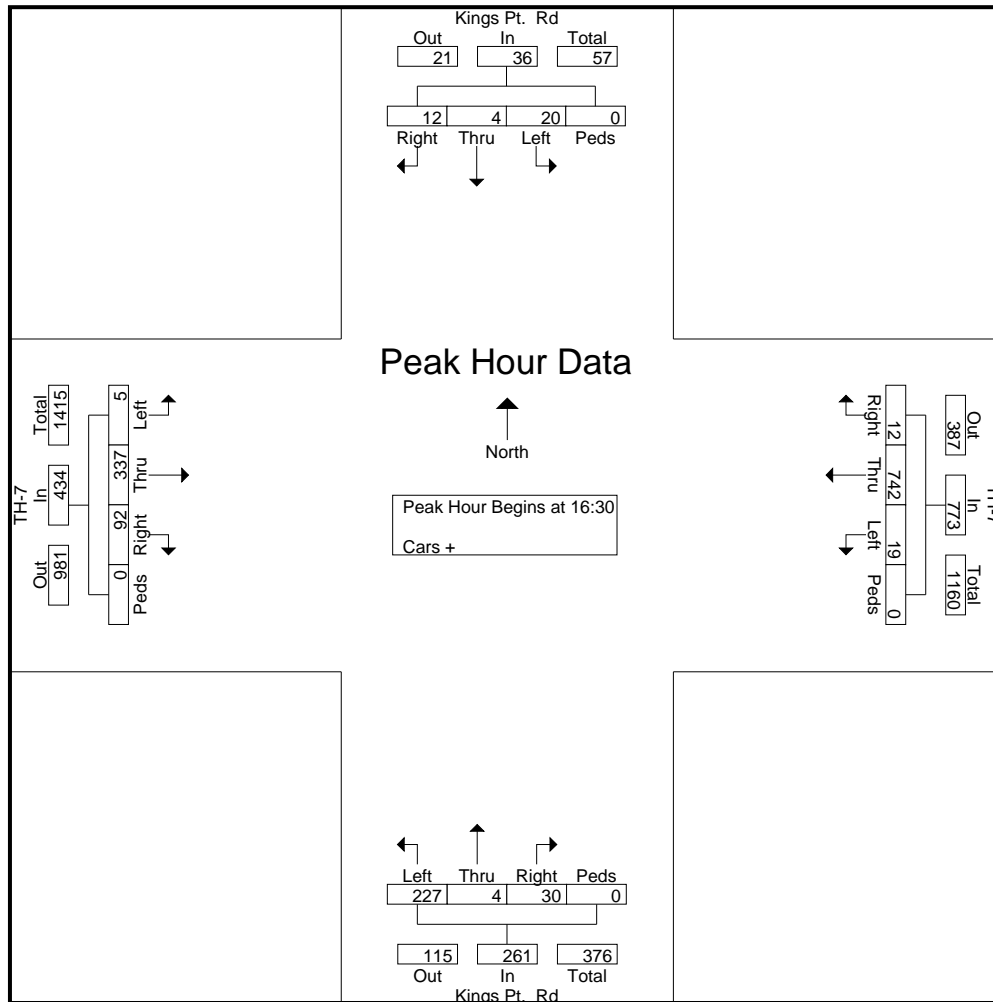 Kings Pt. Rd
Out In Total
21 36 57
12 4 20 0
Right Thru Left Peds
Peak Hour Data
North
Peak Hour Begins at 16:30
Cars +
TH-7
Total In Out
1415 434 981
5 337 92 0
Left Thru Right Peds
Right Thru Left Peds
12 742 19 0
Out In Total
387 773 1160
TH-7
Left Thru Right Peds
227 4 30 0
115 261 376
Out In Total
Kings Pt. Rd